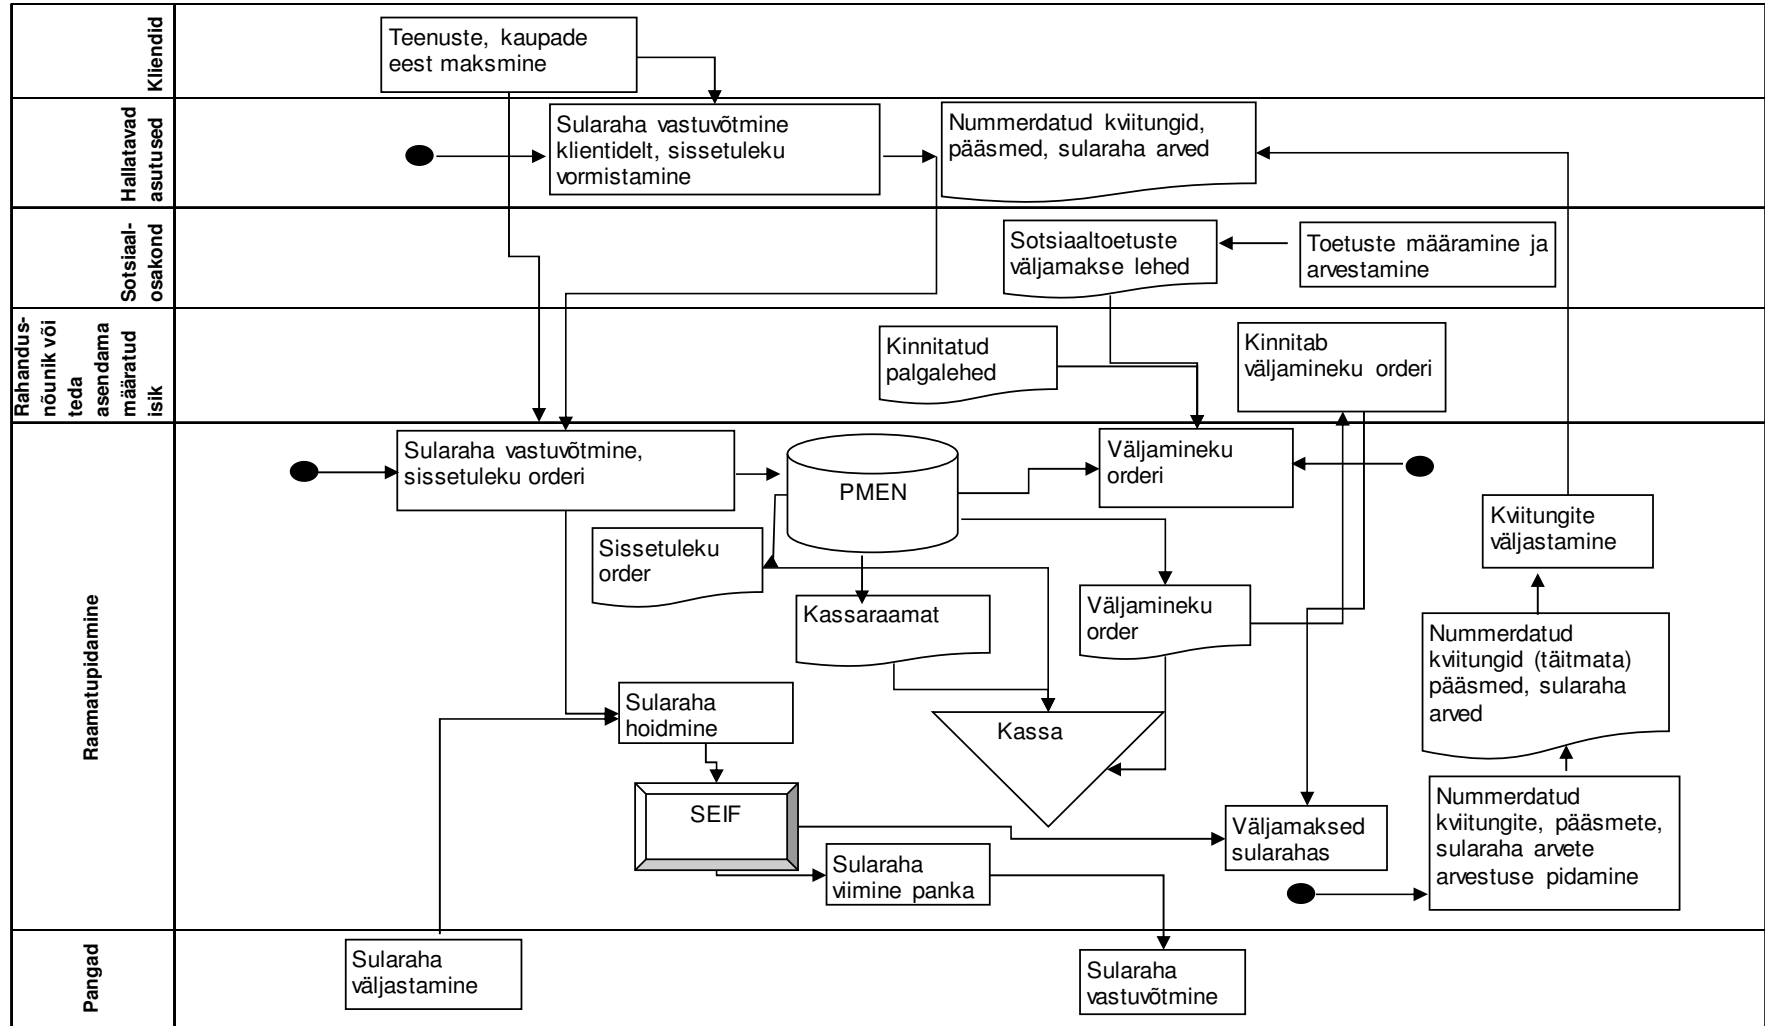 Kliendid
Teenuste, kaupade
eest maksmine
Hallatavad
asutused
Sularaha vastuvõtmine
klientidelt, sissetuleku
vormistamine
Nummerdatud kviitungid,
pääsmed, sularaha arved
Sotsiaal-
osakond
Sotsiaaltoetuste
väljamakse lehed
Toetuste määramine ja
arvestamine
Rahandus-
nõunik või
teda
asendama
määratud
isik
Kinnitatud
palgalehed
Kinnitab
väljamineku orderi
Raamatupidamine
Sularaha vastuvõtmine,
sissetuleku orderi
PMEN
Väljamineku
orderi
Sissetuleku
order
Kassaraamat
Väljamineku
order
Kviitungite
väljastamine
Nummerdatud
kviitungid (täitmata)
pääsmed, sularaha
arved
Sularaha
hoidmine
Kassa
SEIF
Väljamaksed
sularahas
Nummerdatud
kviitungite, pääsmete,
sularaha arvete
arvestuse pidamine
Sularaha
viimine panka
Pangad
Sularaha
väljastamine
Sularaha
vastuvõtmine